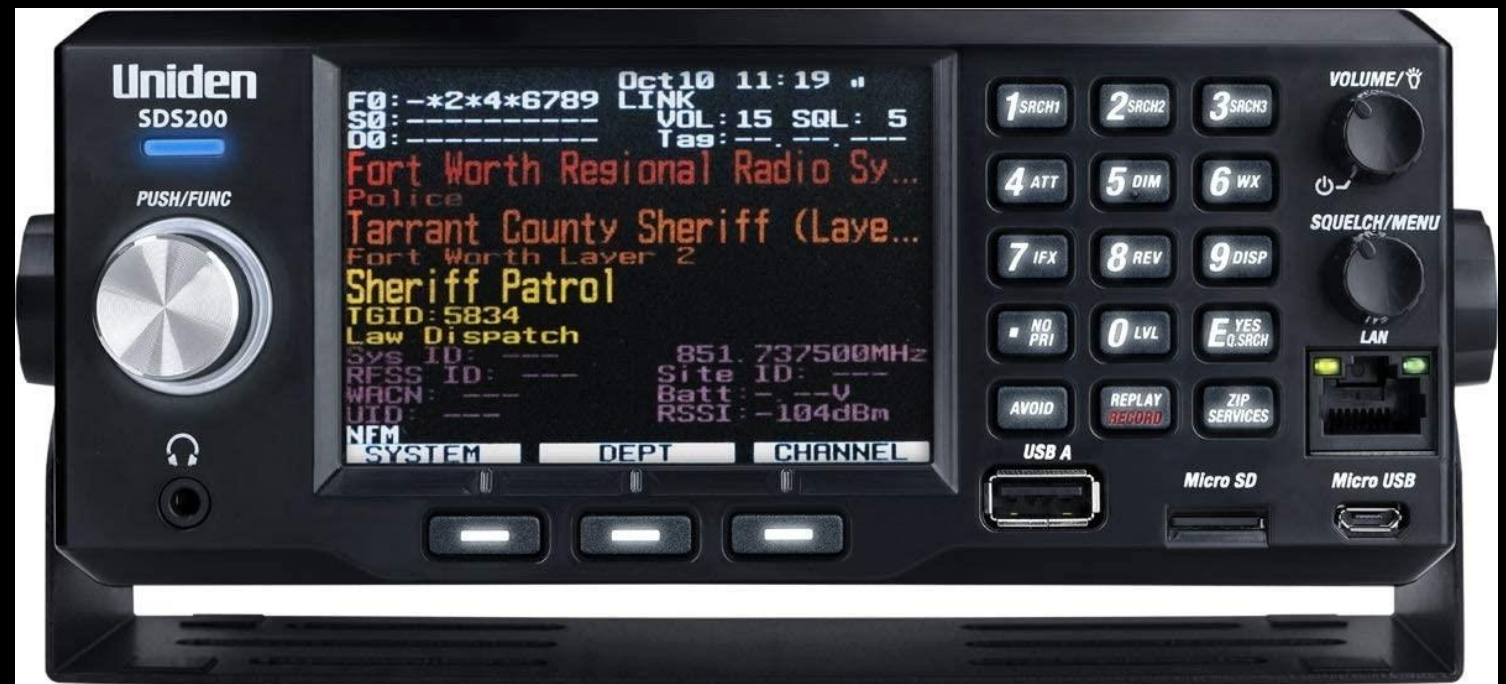 Uniden
SDS200
PUSH/FUNC
Oct10 11:19
F0:-*2*4*6789 LINK
S0:---------- VOL:15 SQL: 5
D0:---------- Tag:--.--.---
Fort Worth Regional Radio Sy...
Police
Tarrant County Sheriff (Laye...
Fort Worth Layer 2
Sheriff Patrol
TGID:5834
Law Dispatch
Sys ID: --- 851.737500MHz
RFSS ID: --- Site ID: ---
WACN: --- Batt:-.--V
UID: --- RSSI:-104dBm
NFM
SYSTEM DEPT CHANNEL
1 SRCH1 2 SRCH2 3 SRCH3
4 ATT 5 DIM 6 WX
7 IFX 8 REV 9 DISP
. NO PRI 0 LVL E YES Q.SRCH
AVOID REPLAY RECORD ZIP SERVICES
VOLUME/
SQUELCH/MENU
LAN
USB A
Micro SD
Micro USB